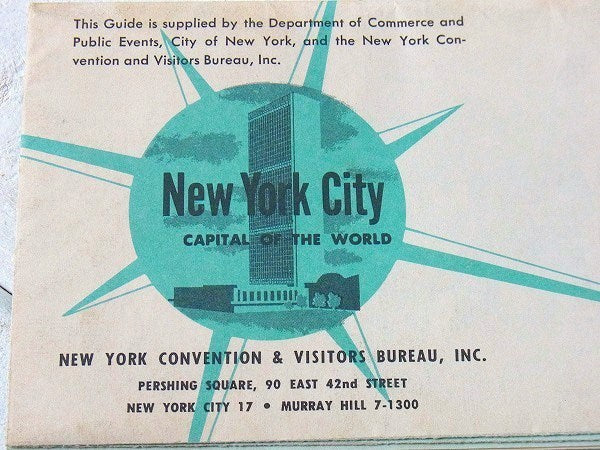 This Guide is supplied by the Department of Commerce and
Public Events, City of New York, and the New York Con-
vention and Visitors Bureau, Inc.
New York City
CAPITAL OF THE WORLD
NEW YORK CONVENTION & VISITORS BUREAU, INC.
PERSHING SQUARE, 90 EAST 42nd STREET
NEW YORK CITY 17 • MURRAY HILL 7-1300